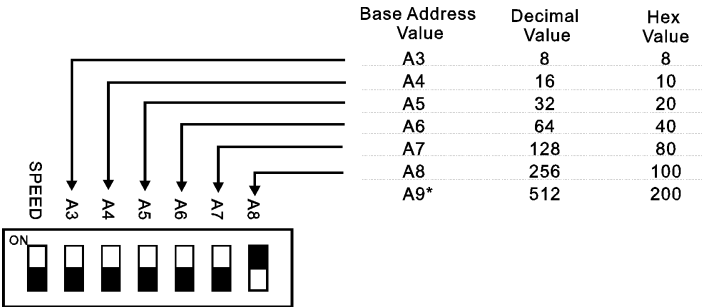 Base Address Decimal Hex
Value Value Value
A3 8 8
A4 16 10
A5 32 20
A6 64 40
A7 128 80
A8 256 100
A9* 512 200
SPEED A3 A4 A5 A6 A7 A8
ON